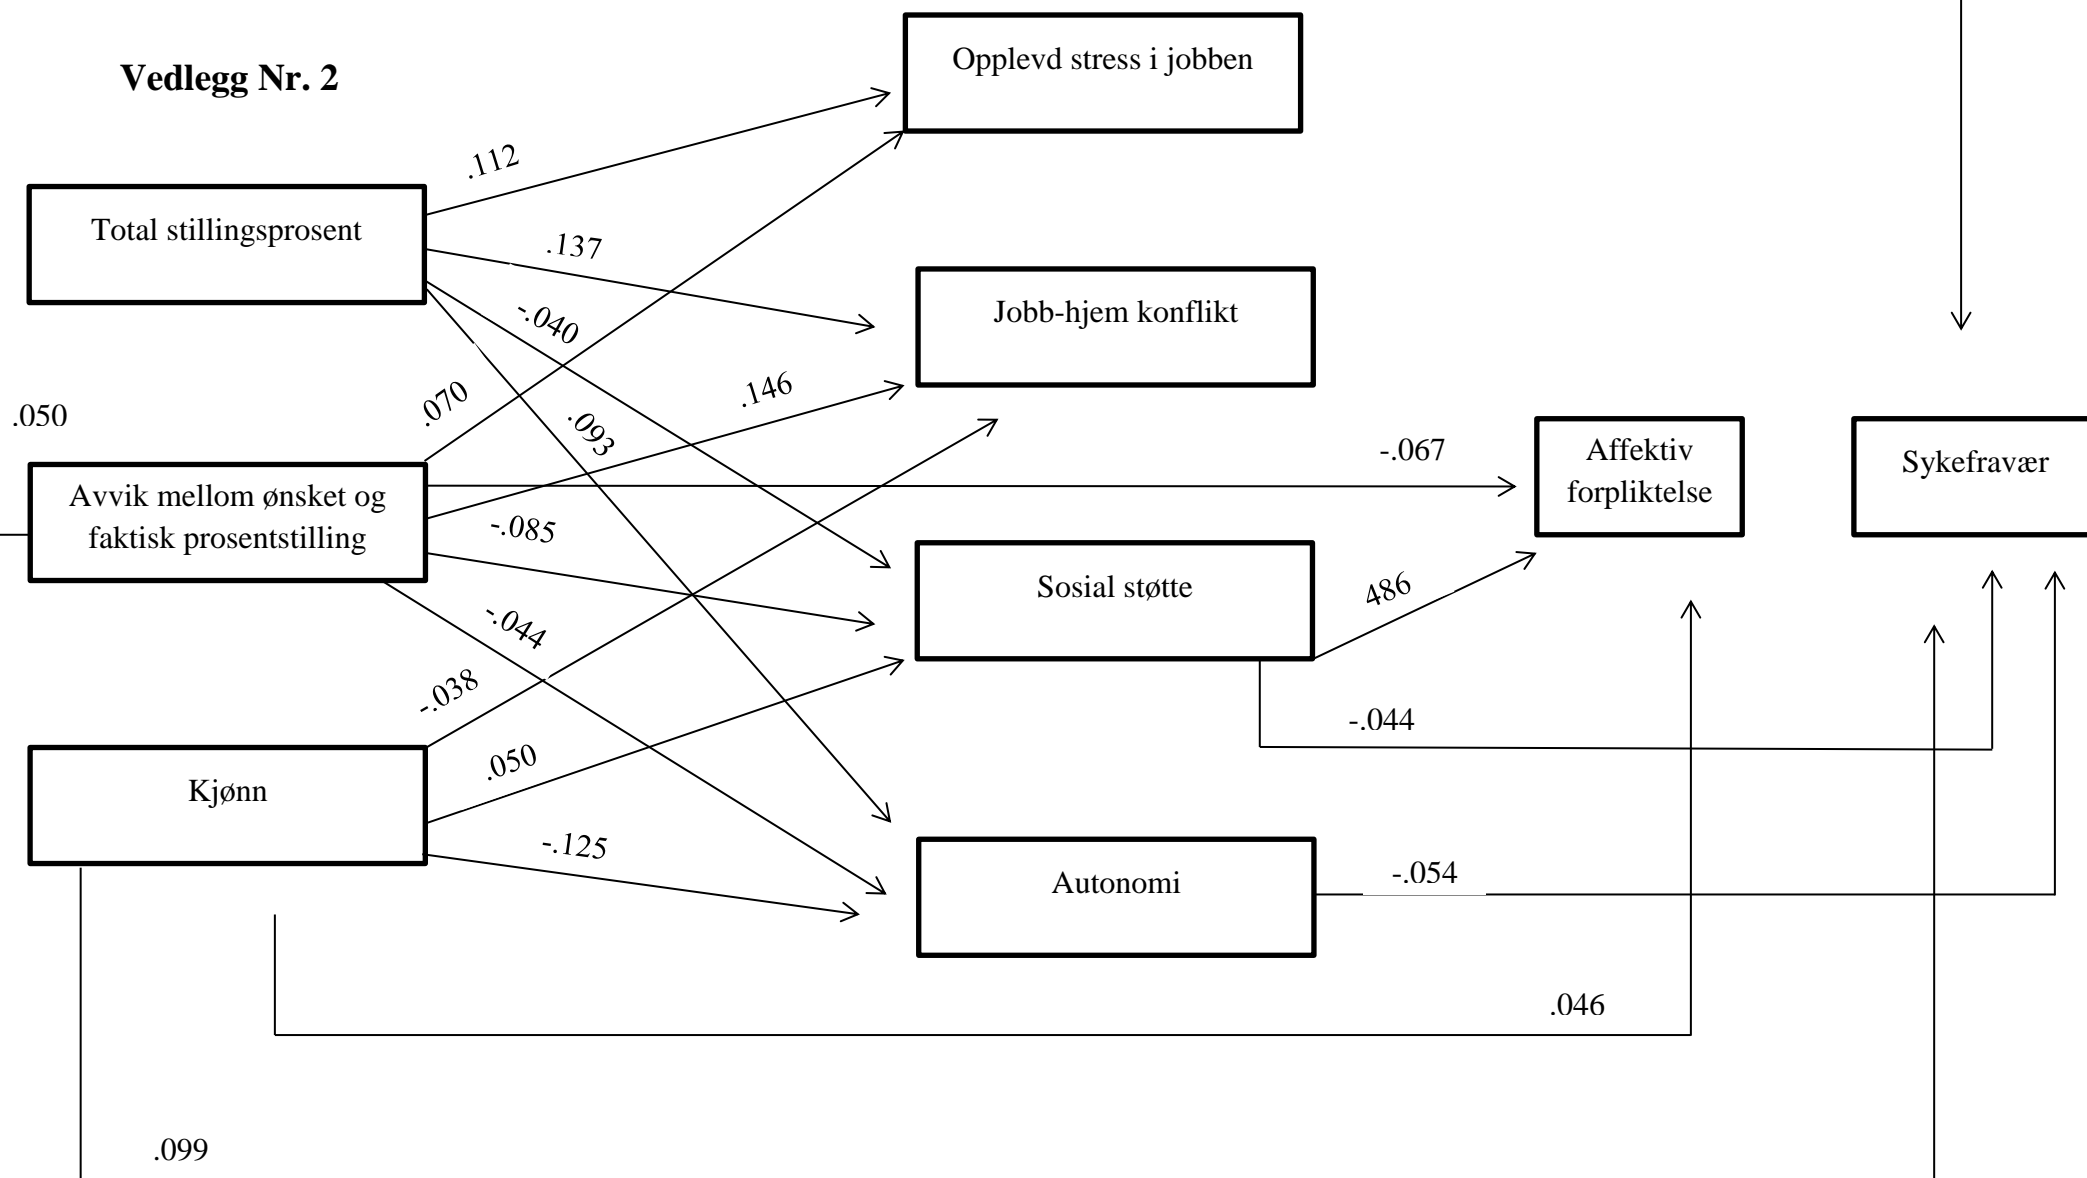 Vedlegg Nr. 2
Opplevd stress i jobben
.112
Total stillingsprosent
.137
Jobb-hjem konflikt
-.040
.070
.146
.093
.050
Avvik mellom ønsket og
faktisk prosentstilling
-.067
Affektiv
forpliktelse
Sykefravær
-.085
Sosial støtte
486
-.044
-.038
-.044
Kjønn
.050
-.125
Autonomi
-.054
.046
.099